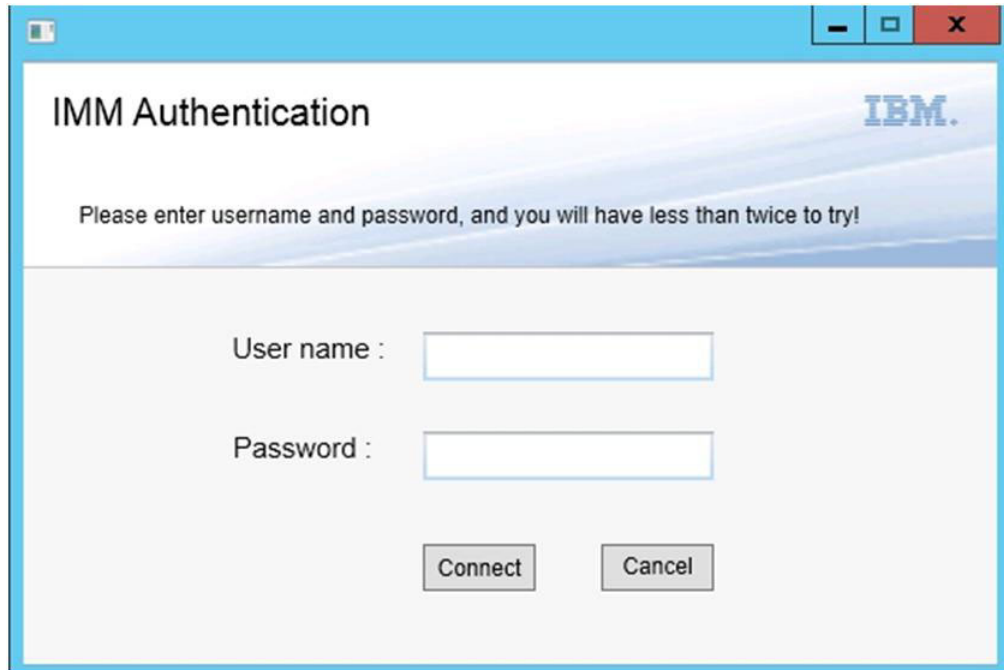 IMM Authentication
IBM.
Please enter username and password, and you will have less than twice to try!
User name :
Password :
Connect
Cancel